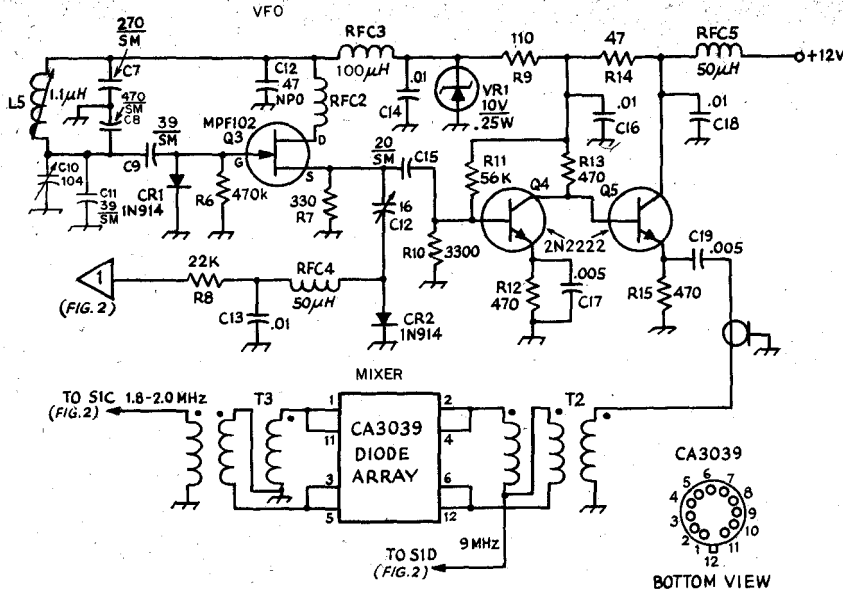 VFO
270
SM
C7
L5
1.1µH
470
SM
C8
C10
104
C11
39
SM
39
SM
C9
CR1
1N914
R6
470k
MPF102
Q3
G
D
S
C12
47
NP0
RFC2
RFC3
100µH
.01
C14
VR1
10V
.25W
110
R9
47
R14
RFC5
50µH
+12V
.01
C16
.01
C18
330
R7
20
SM
C15
16
C12
R11
56K
R13
470
Q4
Q5
2N2222
R10
3300
R12
470
.005
C17
R15
470
C19
.005
1
(FIG. 2)
22K
R8
C13
.01
RFC4
50µH
CR2
1N914
MIXER
TO S1C 1.8-2.0 MHz
(FIG. 2)
T3
1
11
3
5
CA3039
DIODE
ARRAY
2
4
6
12
T2
9 MHz
TO S1D
(FIG. 2)
CA3039
1
2
3
4
5
6
7
8
9
10
11
12
BOTTOM VIEW